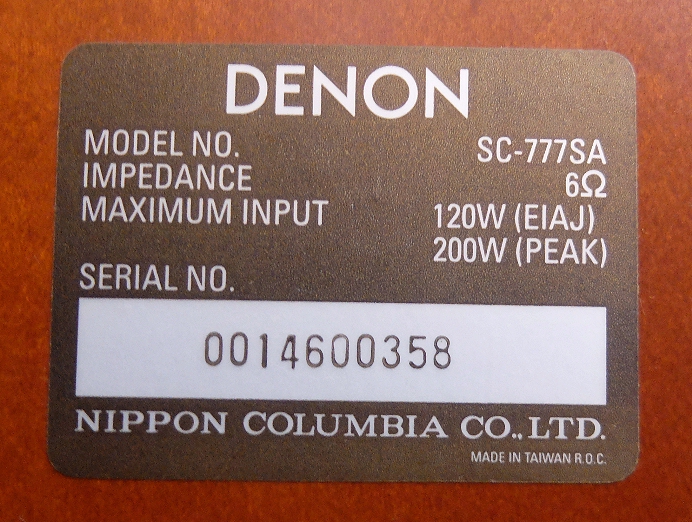 DENON
MODEL NO. SC-777SA
IMPEDANCE 6Ω
MAXIMUM INPUT 120W (EIAJ)
200W (PEAK)
SERIAL NO.
0014600358
NIPPON COLUMBIA CO.,LTD.
MADE IN TAIWAN R.O.C.